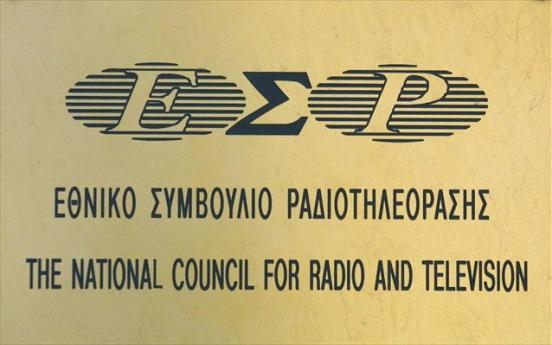 ΕΣΡ
ΕΘΝΙΚΟ ΣΥΜΒΟΥΛΙΟ ΡΑΔΙΟΤΗΛΕΟΡΑΣΗΣ
THE NATIONAL COUNCIL FOR RADIO AND TELEVISION